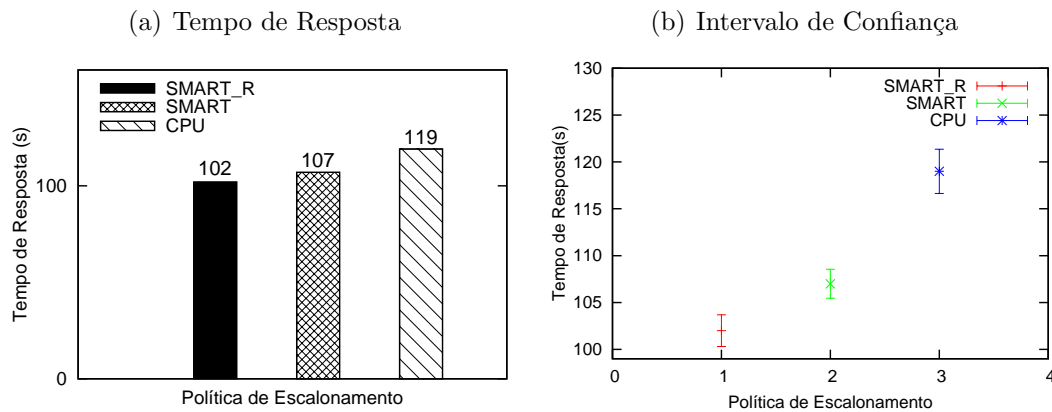 (a) Tempo de Resposta
SMART_R
SMART
CPU
102
107
119
100
0
Tempo de Resposta (s)
Política de Escalonamento
(b) Intervalo de Confiança
SMART_R
SMART
CPU
130
125
120
115
110
105
100
0 1 2 3 4
Tempo de Resposta(s)
Política de Escalonamento